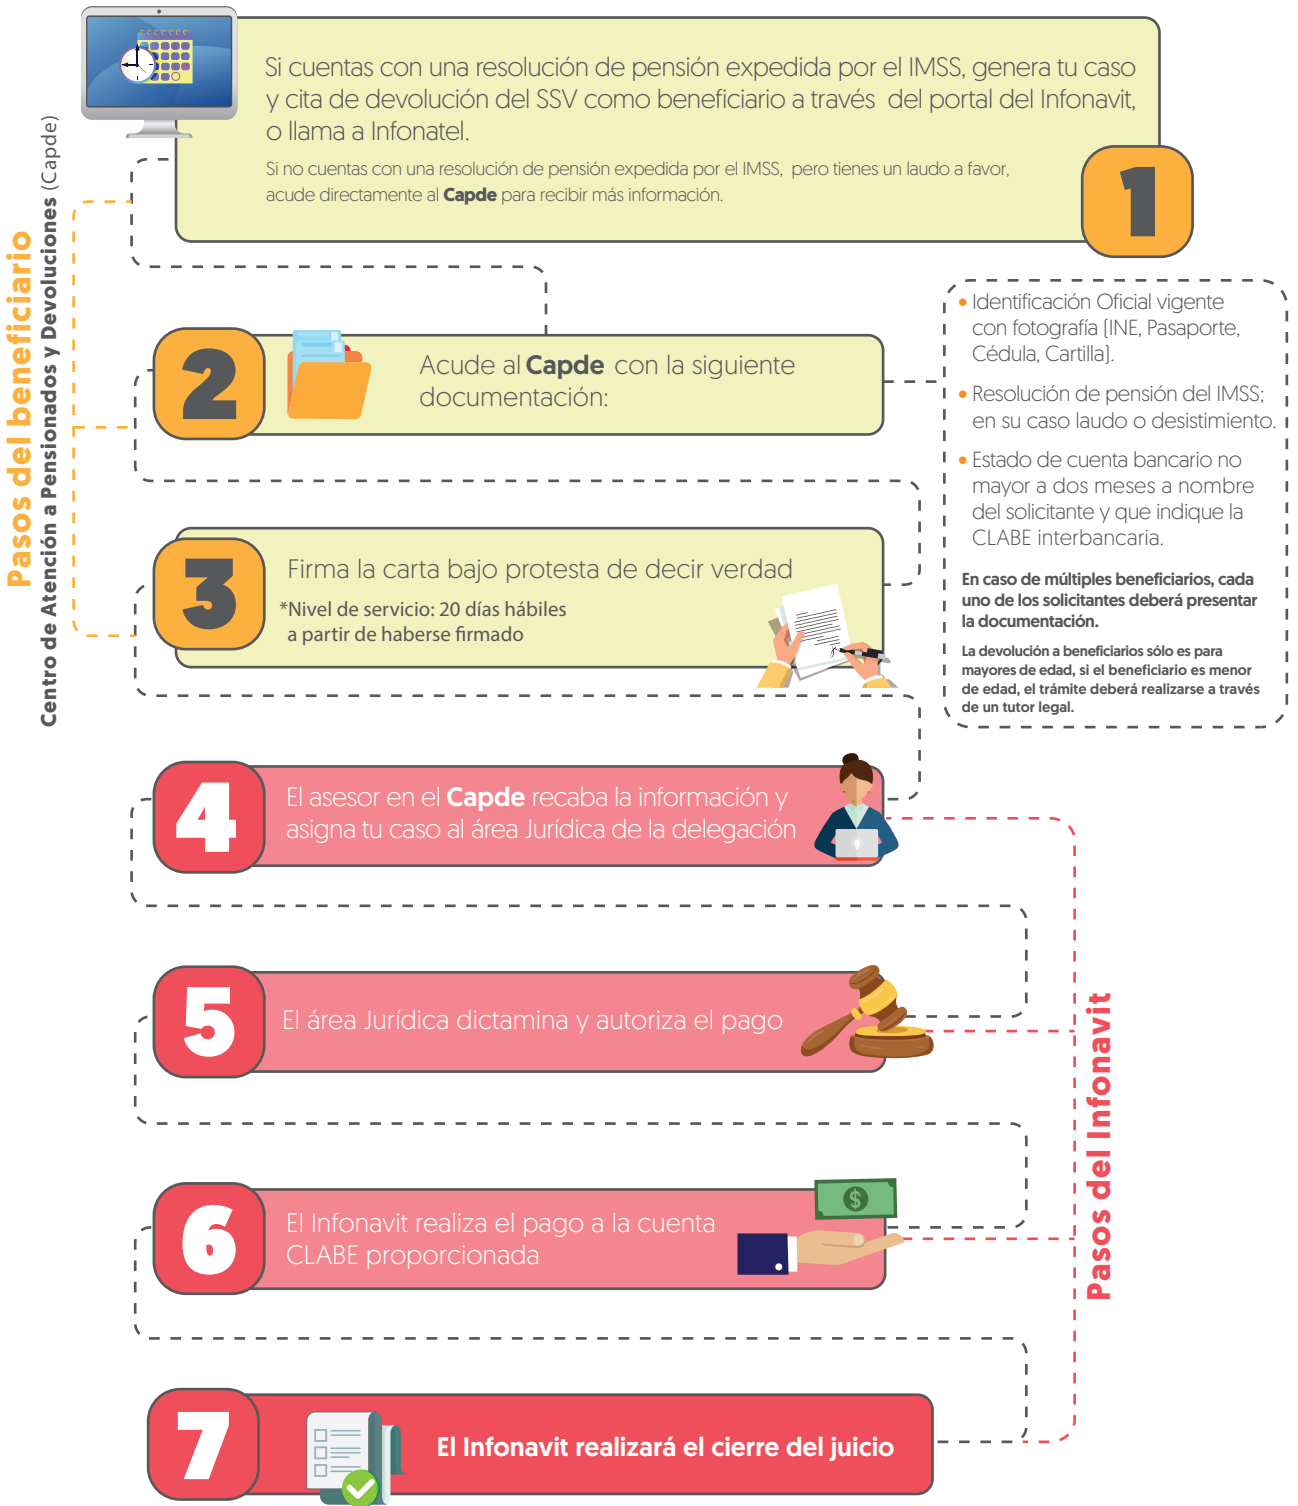 Si cuentas con una resolución de pensión expedida por el IMSS, genera tu caso
y cita de devolución del SSV como beneficiario a través del portal del Infonavit,
o llama a Infonatel.
Si no cuentas con una resolución de pensión expedida por el IMSS, pero tienes un laudo a favor,
acude directamente al Capde para recibir más información.
1
Pasos del beneficiario
Centro de Atención a Pensionados y Devoluciones (Capde)
2
Acude al Capde con la siguiente
documentación:
• Identificación Oficial vigente
con fotografía (INE, Pasaporte,
Cédula, Cartilla).
• Resolución de pensión del IMSS;
en su caso laudo o desistimiento.
• Estado de cuenta bancario no
mayor a dos meses a nombre
del solicitante y que indique la
CLABE interbancaria.
En caso de múltiples beneficiarios, cada
uno de los solicitantes deberá presentar
la documentación.
La devolución a beneficiarios sólo es para
mayores de edad, si el beneficiario es menor
de edad, el trámite deberá realizarse a través
de un tutor legal.
3
Firma la carta bajo protesta de decir verdad
*Nivel de servicio: 20 días hábiles
a partir de haberse firmado
4
El asesor en el Capde recaba la información y
asigna tu caso al área Jurídica de la delegación
5
El área Jurídica dictamina y autoriza el pago
Pasos del Infonavit
6
El Infonavit realiza el pago a la cuenta
CLABE proporcionada
$
7
El Infonavit realizará el cierre del juicio